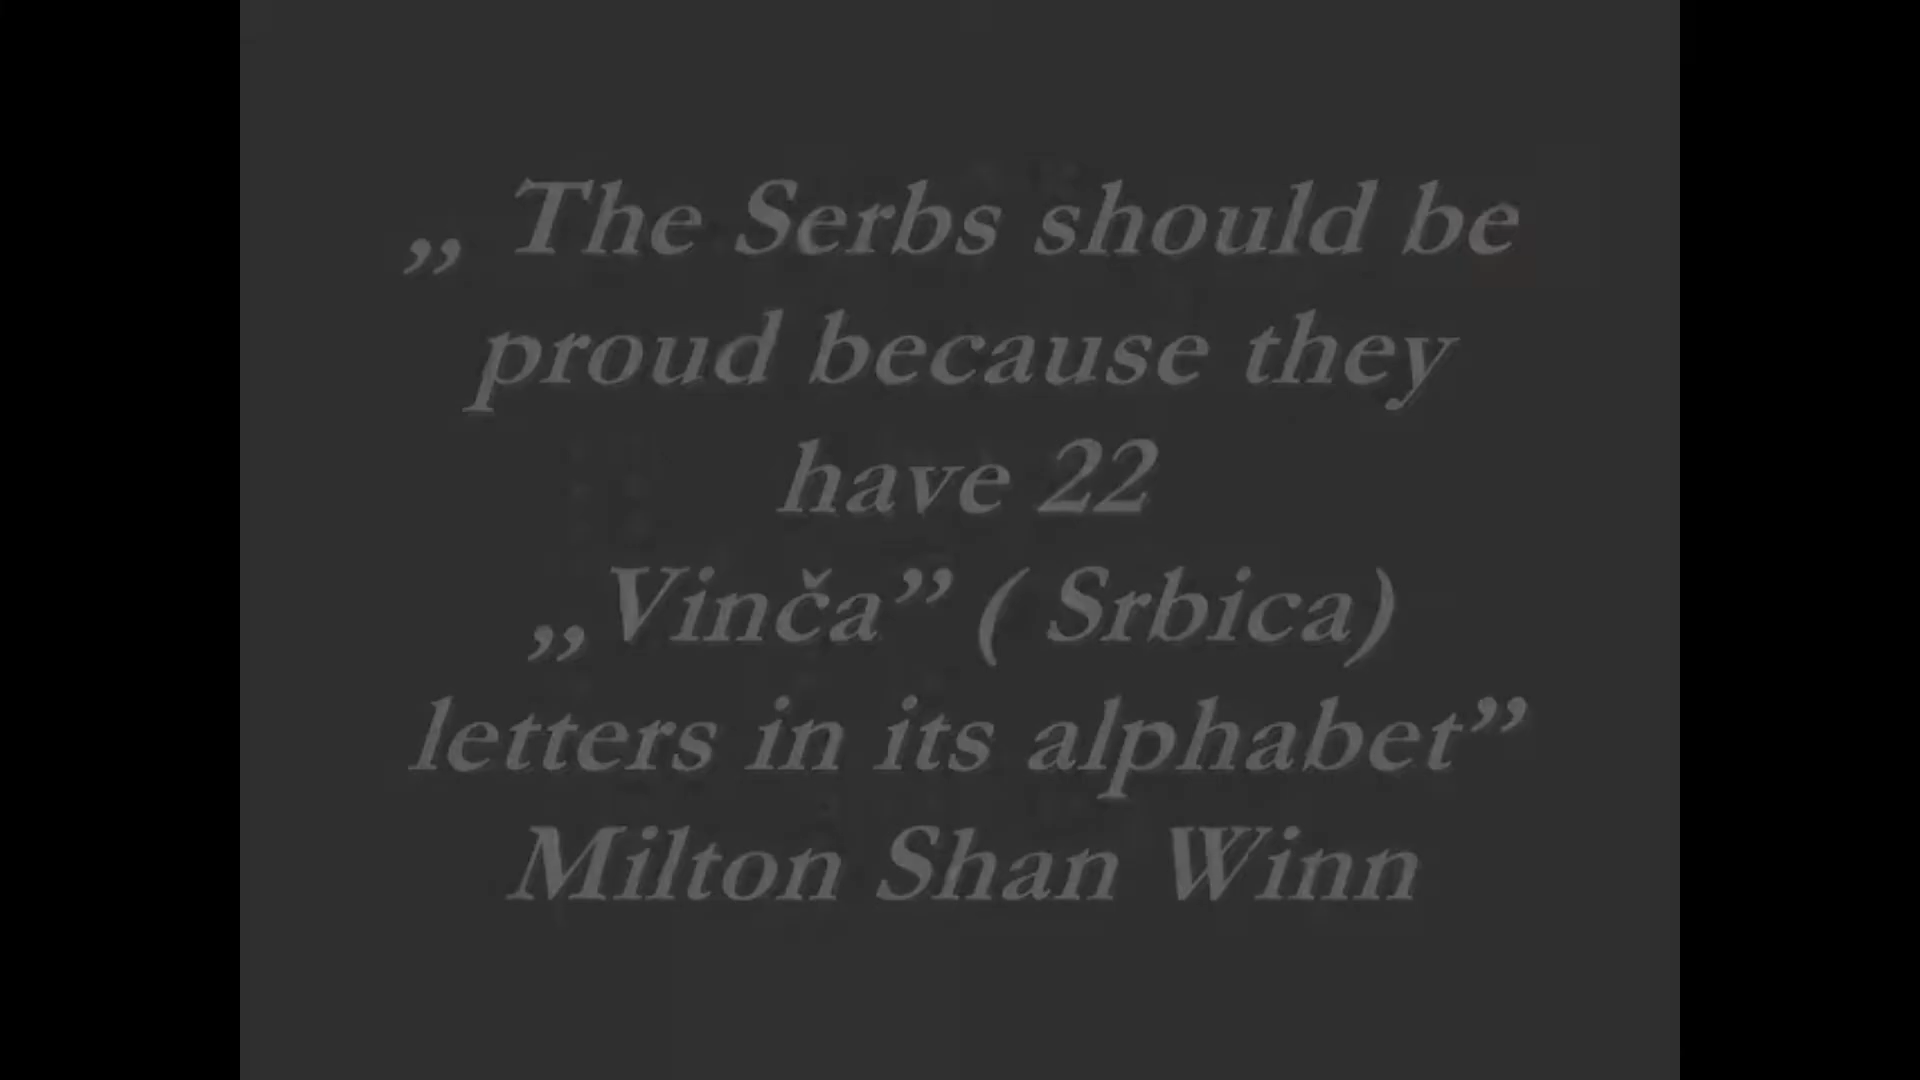 „ The Serbs should be
proud because they
have 22
„Vinča” ( Srbica)
letters in its alphabet”
Milton Shan Winn